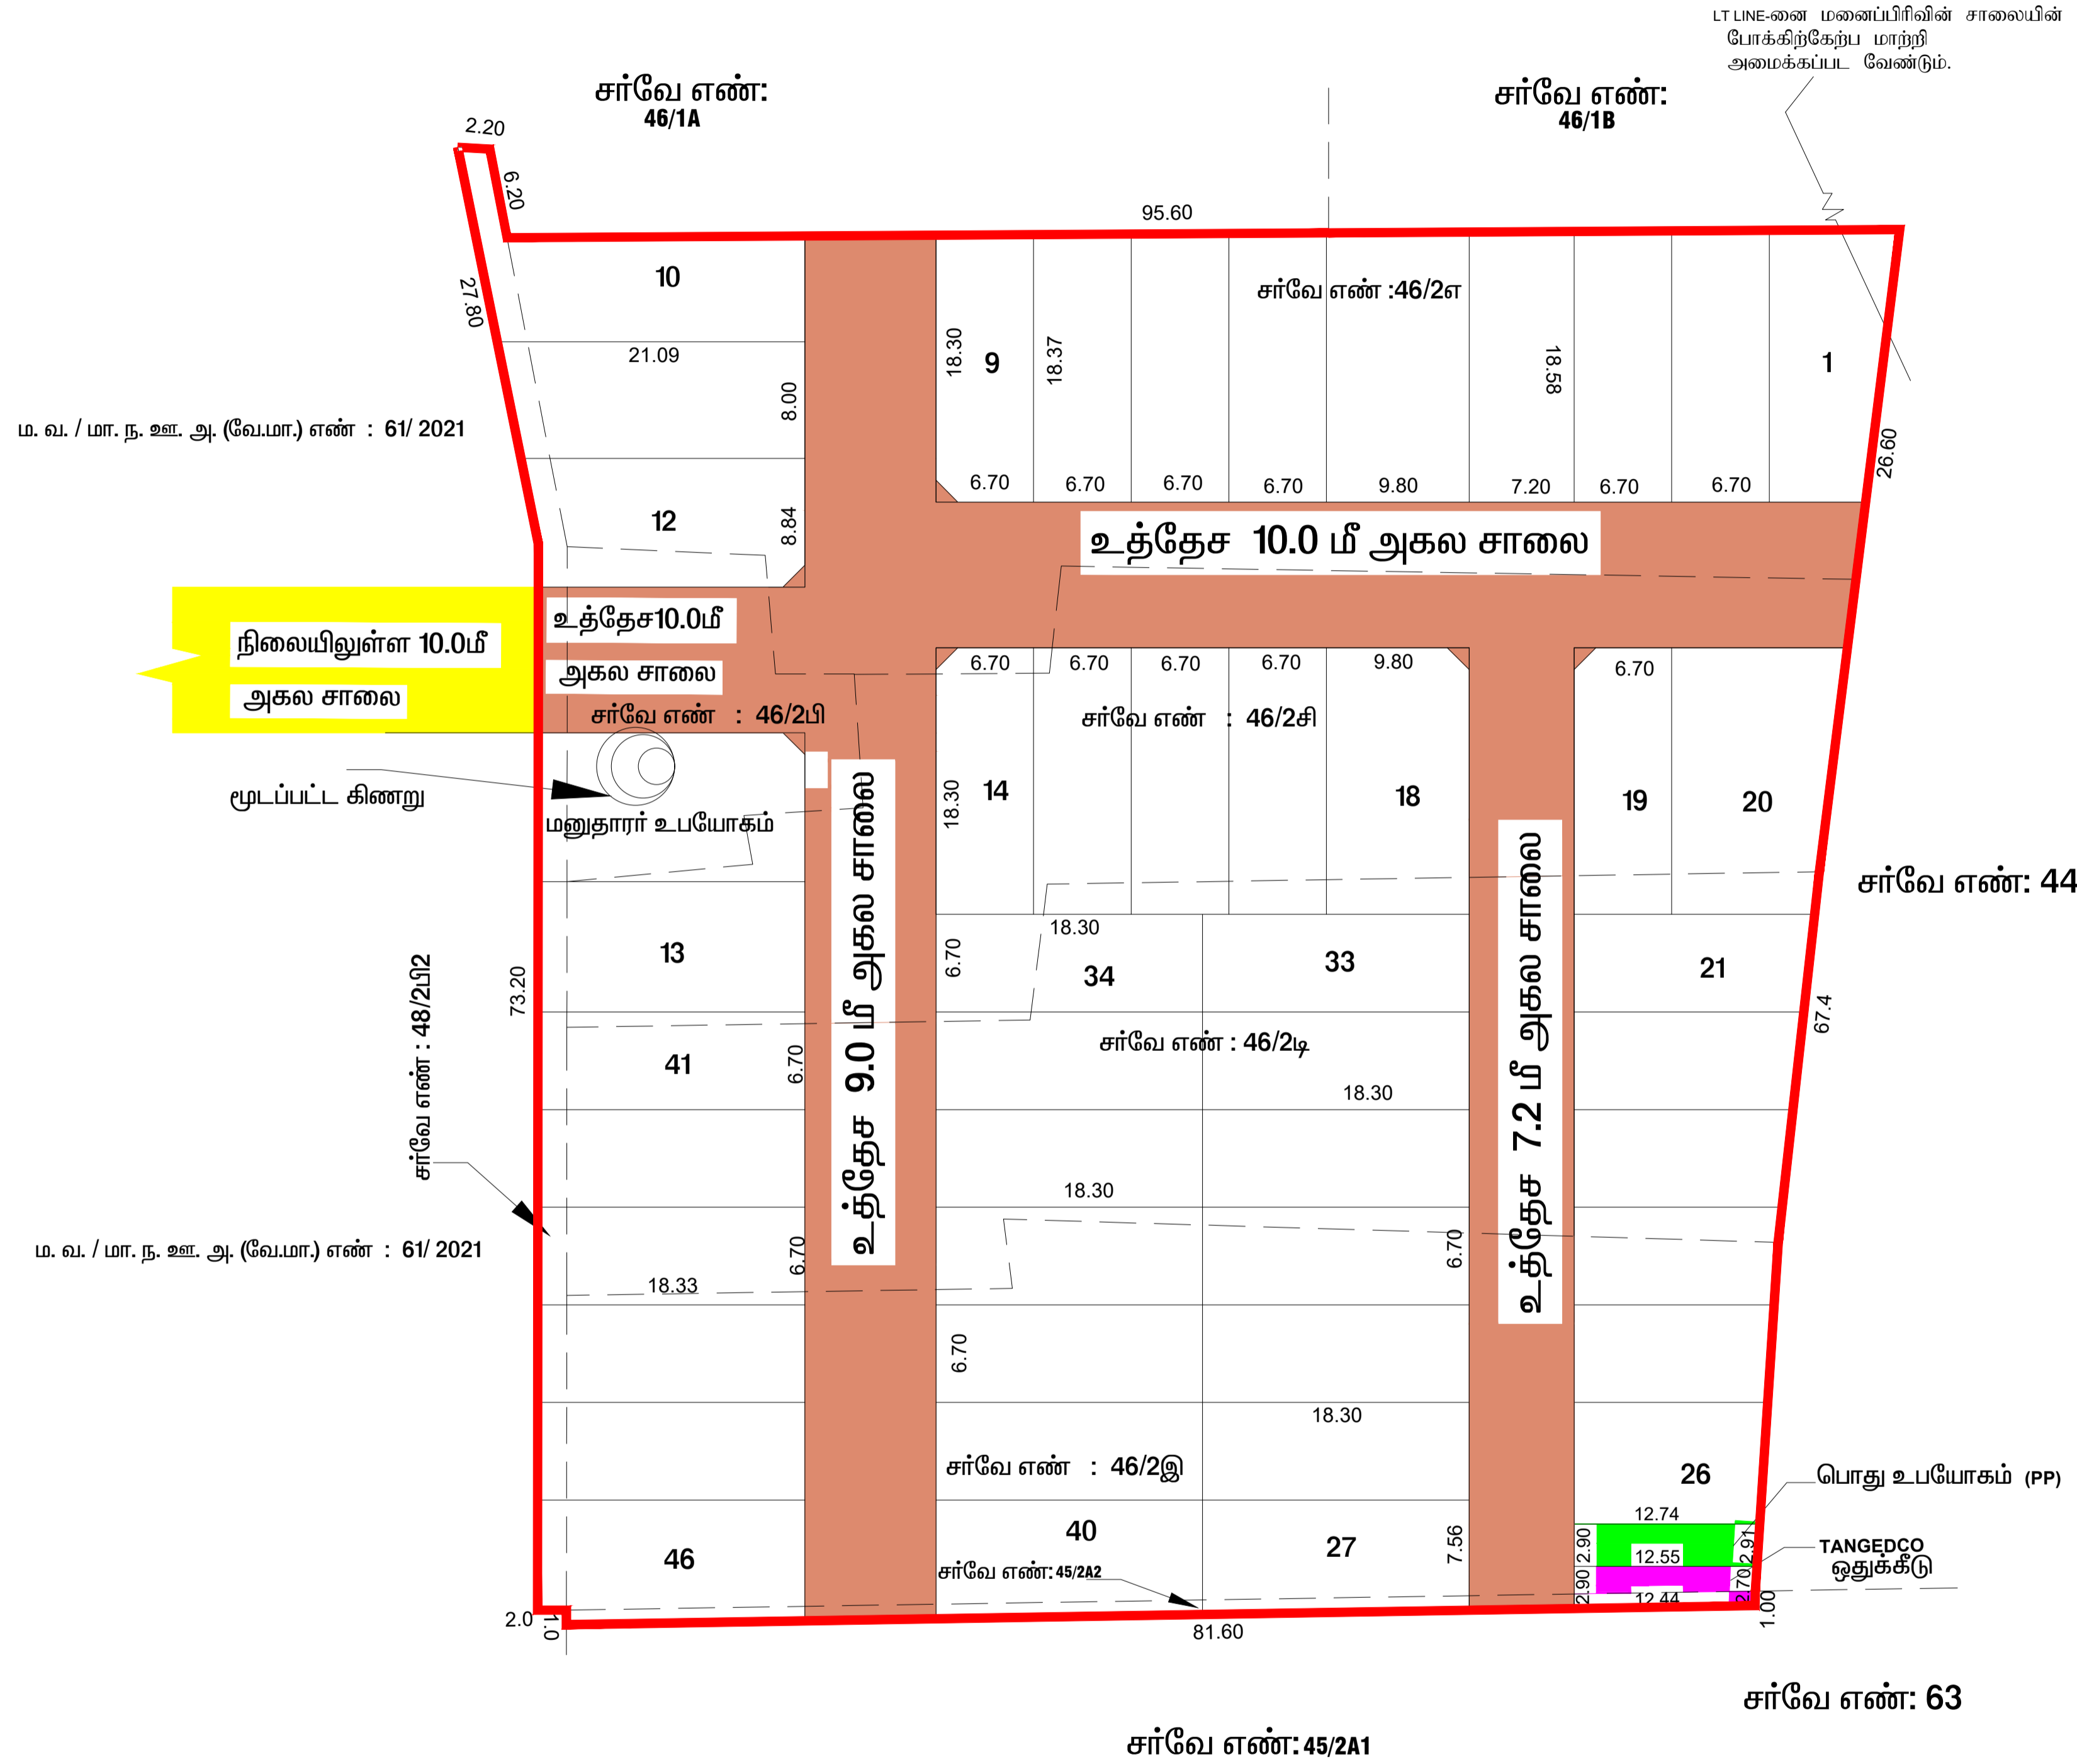 LT LINE-னை மனைப்பிரிவின் சாலையின்
போக்கிற்கேற்ப மாற்றி
அமைக்கப்பட வேண்டும்.
சர்வே எண்:
46/1A
சர்வே எண்:
46/1B
2.20
6.20
95.60
27.80
10
21.09
8.00
18.30
9
18.37
சர்வே எண் :46/2எ
18.58
1
26.60
ம. வ. / மா. ந. ஊ. அ. (வே.மா.) எண் : 61/ 2021
12
8.84
6.70
6.70
6.70
6.70
9.80
7.20
6.70
6.70
உத்தேச 10.0 மீ அகல சாலை
நிலையிலுள்ள 10.0மீ
அகல சாலை
உத்தேச10.0மீ
அகல சாலை
சர்வே எண் : 46/2பி
6.70
6.70
6.70
6.70
9.80
6.70
சர்வே எண் : 46/2சி
மூடப்பட்ட கிணறு
மனுதாரர் உபயோகம்
18.30
14
18
19
20
சர்வே எண்: 44
உத்தேச 9.0 மீ அகல சாலை
உத்தேச 7.2 மீ அகல சாலை
13
6.70
18.30
34
33
21
67.4
73.20
சர்வே எண் : 48/2பி2
41
6.70
சர்வே எண் : 46/2டி
18.30
18.30
ம. வ. / மா. ந. ஊ. அ. (வே.மா.) எண் : 61/ 2021
6.70
6.70
18.33
6.70
18.30
சர்வே எண் : 46/2இ
26
பொது உபயோகம் (PP)
12.74
2.90
2.91
12.55
TANGEDCO
ஒதுக்கீடு
2.90
2.70
12.44
1.00
46
40
27
7.56
சர்வே எண்: 45/2A2
2.0
1.0
81.60
சர்வே எண்: 63
சர்வே எண்: 45/2A1